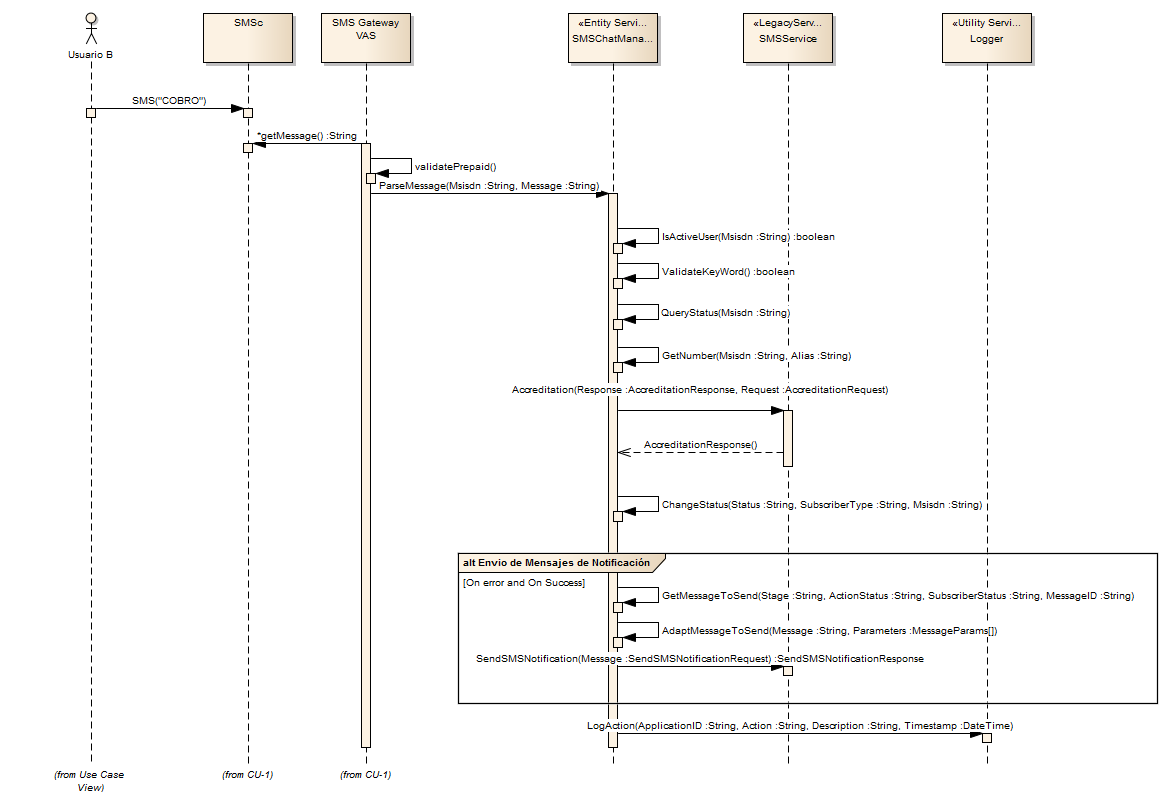 Usuario B
SMSc
SMS Gateway
VAS
«Entity Servi...
SMSChatMana...
«LegacyServ...
SMSService
«Utility Servi...
Logger
SMS("COBRO")
*getMessage() :String
validatePrepaid()
ParseMessage(Msisdn :String, Message :String)
IsActiveUser(Msisdn :String) :boolean
ValidateKeyWord() :boolean
QueryStatus(Msisdn :String)
GetNumber(Msisdn :String, Alias :String)
Accreditation(Response :AccreditationResponse, Request :AccreditationRequest)
AccreditationResponse()
ChangeStatus(Status :String, SubscriberType :String, Msisdn :String)
alt Envio de Mensajes de Notificación
[On error and On Success]
GetMessageToSend(Stage :String, ActionStatus :String, SubscriberStatus :String, MessageID :String)
AdaptMessageToSend(Message :String, Parameters :MessageParams[])
SendSMSNotification(Message :SendSMSNotificationRequest) :SendSMSNotificationResponse
LogAction(ApplicationID :String, Action :String, Description :String, Timestamp :DateTime)
(from Use Case
View)
(from CU-1)
(from CU-1)